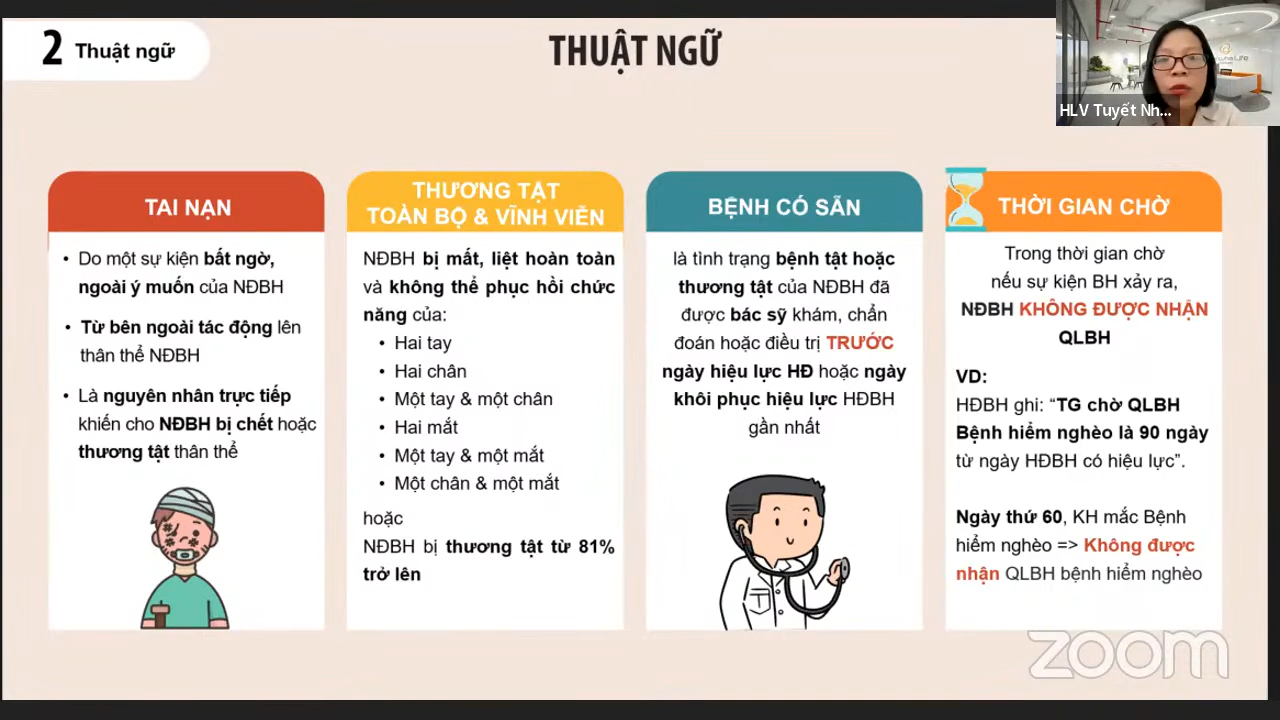 2 Thuật ngữ
THUẬT NGỮ
HLV Tuyết Nh...
TAI NẠN
• Do một sự kiện bất ngờ,
ngoài ý muốn của NĐBH
• Từ bên ngoài tác động lên
thân thể NĐBH
• Là nguyên nhân trực tiếp
khiến cho NĐBH bị chết hoặc
thương tật thân thể
THƯƠNG TẬT
TOÀN BỘ & VĨNH VIỄN
NĐBH bị mất, liệt hoàn toàn
và không thể phục hồi chức
năng của:
• Hai tay
• Hai chân
• Một tay & một chân
• Hai mắt
• Một tay & một mắt
• Một chân & một mắt
hoặc
NĐBH bị thương tật từ 81%
trở lên
BỆNH CÓ SẴN
là tình trạng bệnh tật hoặc
thương tật của NĐBH đã
được bác sỹ khám, chẩn
đoán hoặc điều trị TRƯỚC
ngày hiệu lực HĐ hoặc ngày
khôi phục hiệu lực HĐBH
gần nhất
THỜI GIAN CHỜ
Trong thời gian chờ
nếu sự kiện BH xảy ra,
NĐBH KHÔNG ĐƯỢC NHẬN
QLBH
VD:
HĐBH ghi: “TG chờ QLBH
Bệnh hiểm nghèo là 90 ngày
từ ngày HĐBH có hiệu lực”.
Ngày thứ 60, KH mắc Bệnh
hiểm nghèo => Không được
nhận QLBH bệnh hiểm nghèo
zoom